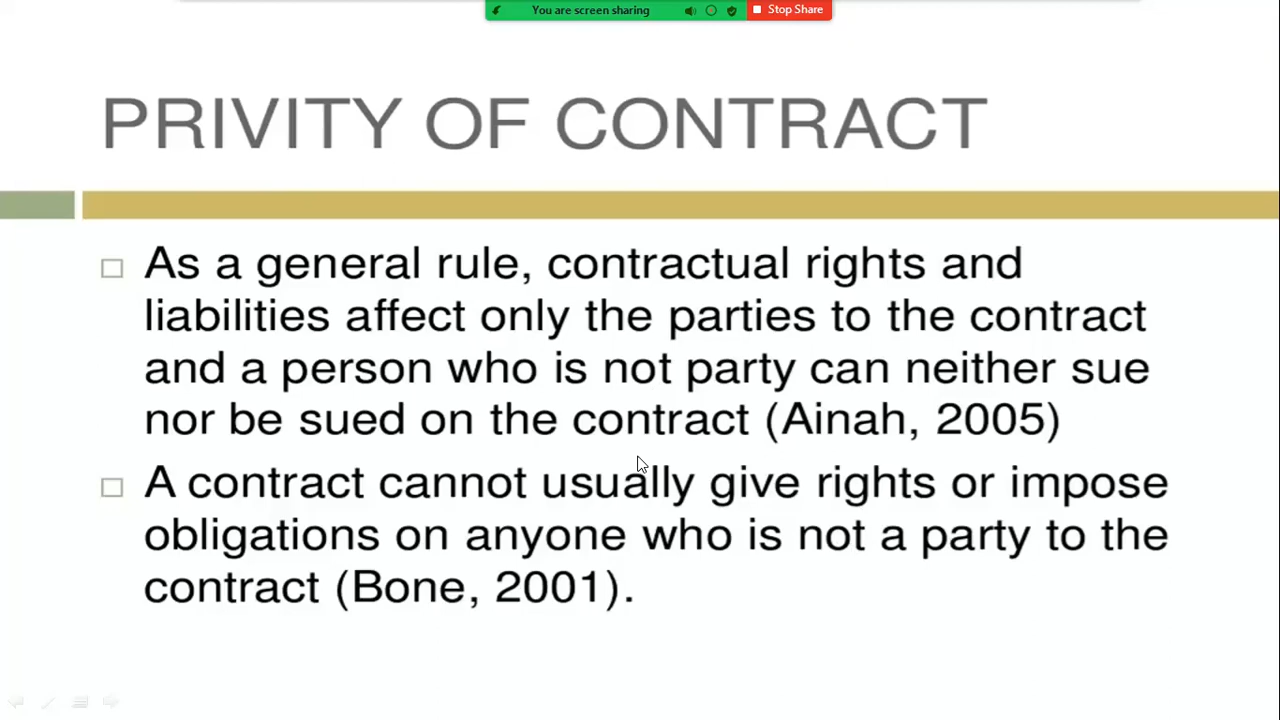 You are screen sharing
Stop Share
PRIVITY OF CONTRACT
As a general rule, contractual rights and
liabilities affect only the parties to the contract
and a person who is not party can neither sue
nor be sued on the contract (Ainah, 2005)
A contract cannot usually give rights or impose
obligations on anyone who is not a party to the
contract (Bone, 2001).